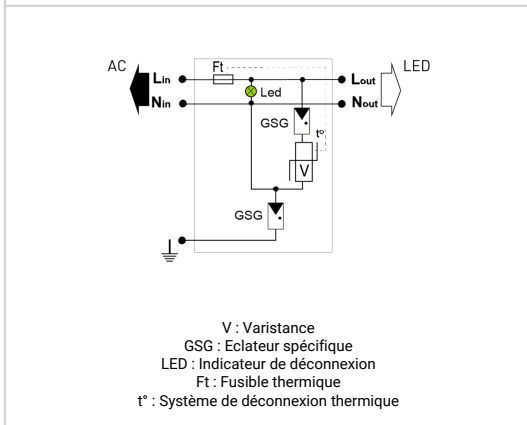 AC
Ft
LED
Lin
Lout
Led
Nin
Nout
GSG
t°
V
GSG
V : Varistance
GSG : Eclateur spécifique
LED : Indicateur de déconnexion
Ft : Fusible thermique
t° : Système de déconnexion thermique